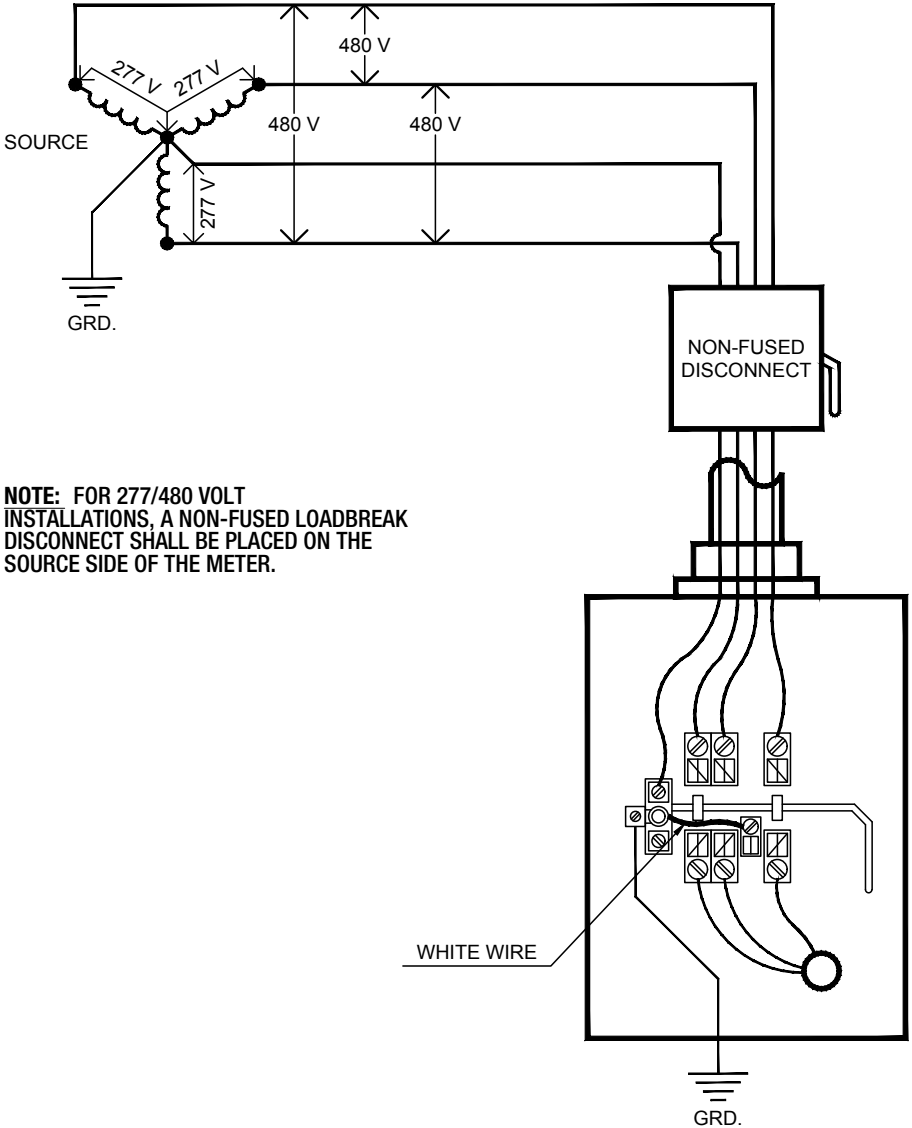 480 V
277 V
277 V
480 V
480 V
SOURCE
277 V
GRD.
NON-FUSED
DISCONNECT
NOTE: FOR 277/480 VOLT
INSTALLATIONS, A NON-FUSED LOADBREAK
DISCONNECT SHALL BE PLACED ON THE
SOURCE SIDE OF THE METER.
WHITE WIRE
GRD.